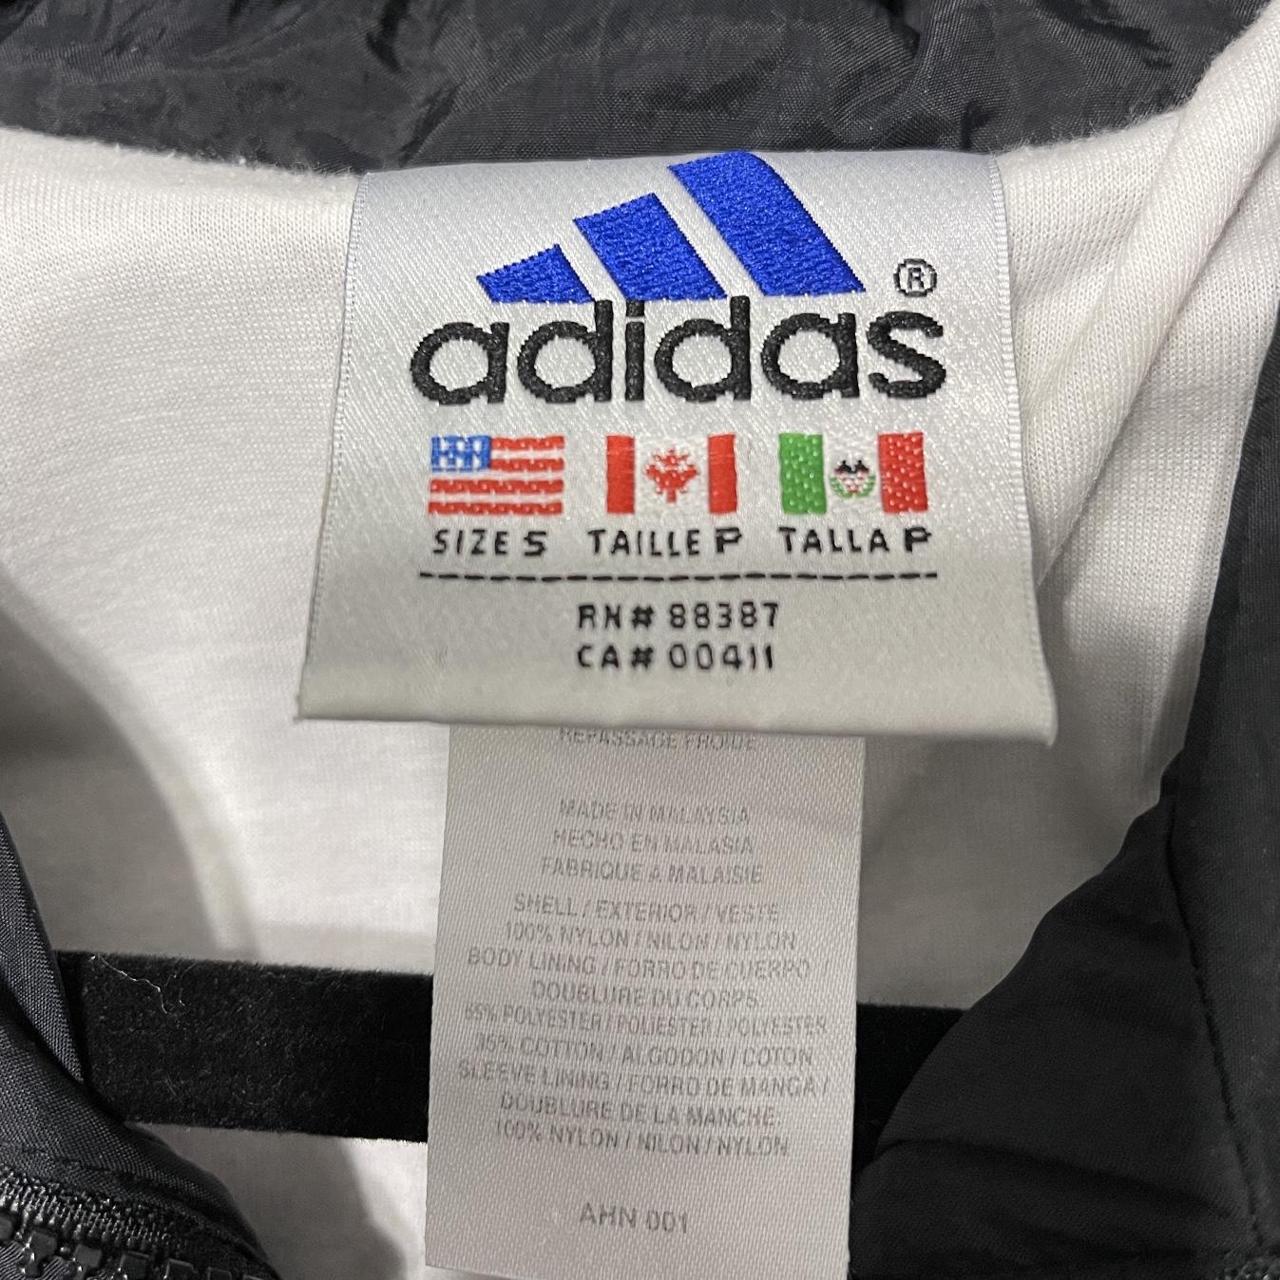 ®
adidas
SIZE S TAILLE P TALLA P
RN# 88387
CA# 00411
REPASSAGE FROIDE
MADE IN MALAYSIA
HECHO EN MALASIA
FABRIQUE A MALAISIE
SHELL / EXTERIOR / VESTE
100% NYLON / NILON / NYLON
BODY LINING / FORRO DE CUERPO
DOUBLURE DU CORPS
65% POLYESTER / POLIESTER / POLYESTER
35% COTTON / ALGODON / COTON
SLEEVE LINING / FORRO DE MANGA /
DOUBLURE DE LA MANCHE
100% NYLON / NILON / NYLON
AHN 001